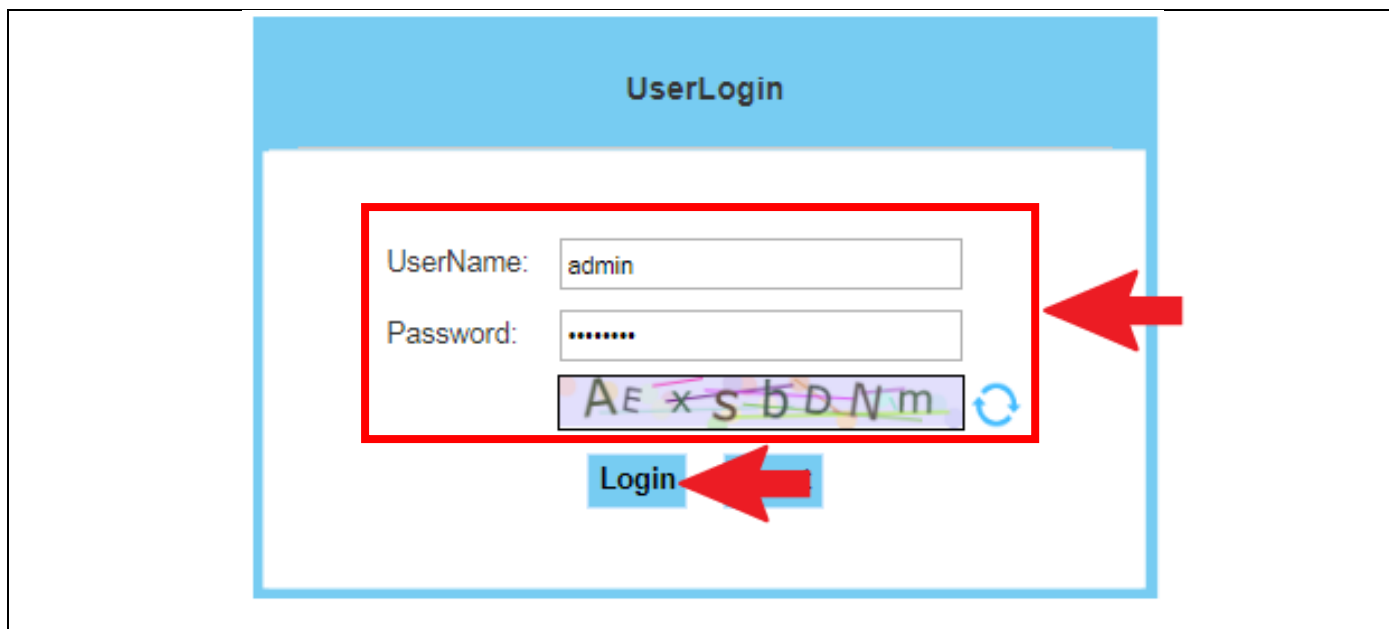 UserLogin
UserName: admin
Password: ••••••••
AExsbDNm
Login